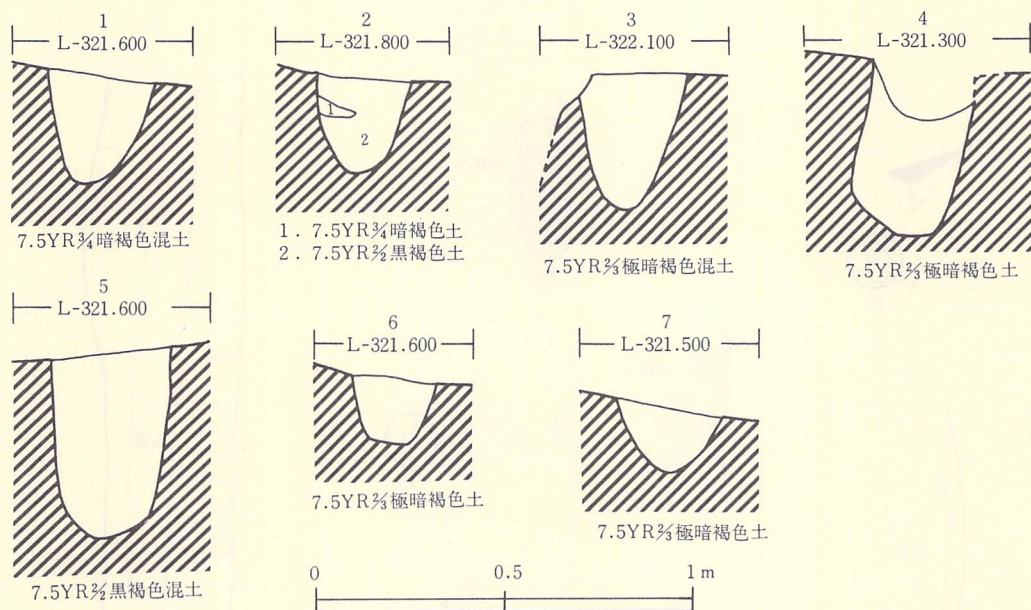 1
L-321.600
7.5YR¾暗褐色混土
2
L-321.800
1
2
1. 7.5YR¾暗褐色土
2. 7.5YR2/2黒褐色土
3
L-322.100
7.5YR⅔極暗褐色混土
4
L-321.300
7.5YR⅔極暗褐色土
5
L-321.600
7.5YR2/2黒褐色混土
6
L-321.600
7.5YR⅔極暗褐色土
7
L-321.500
7.5YR⅔極暗褐色土
0 0.5 1m